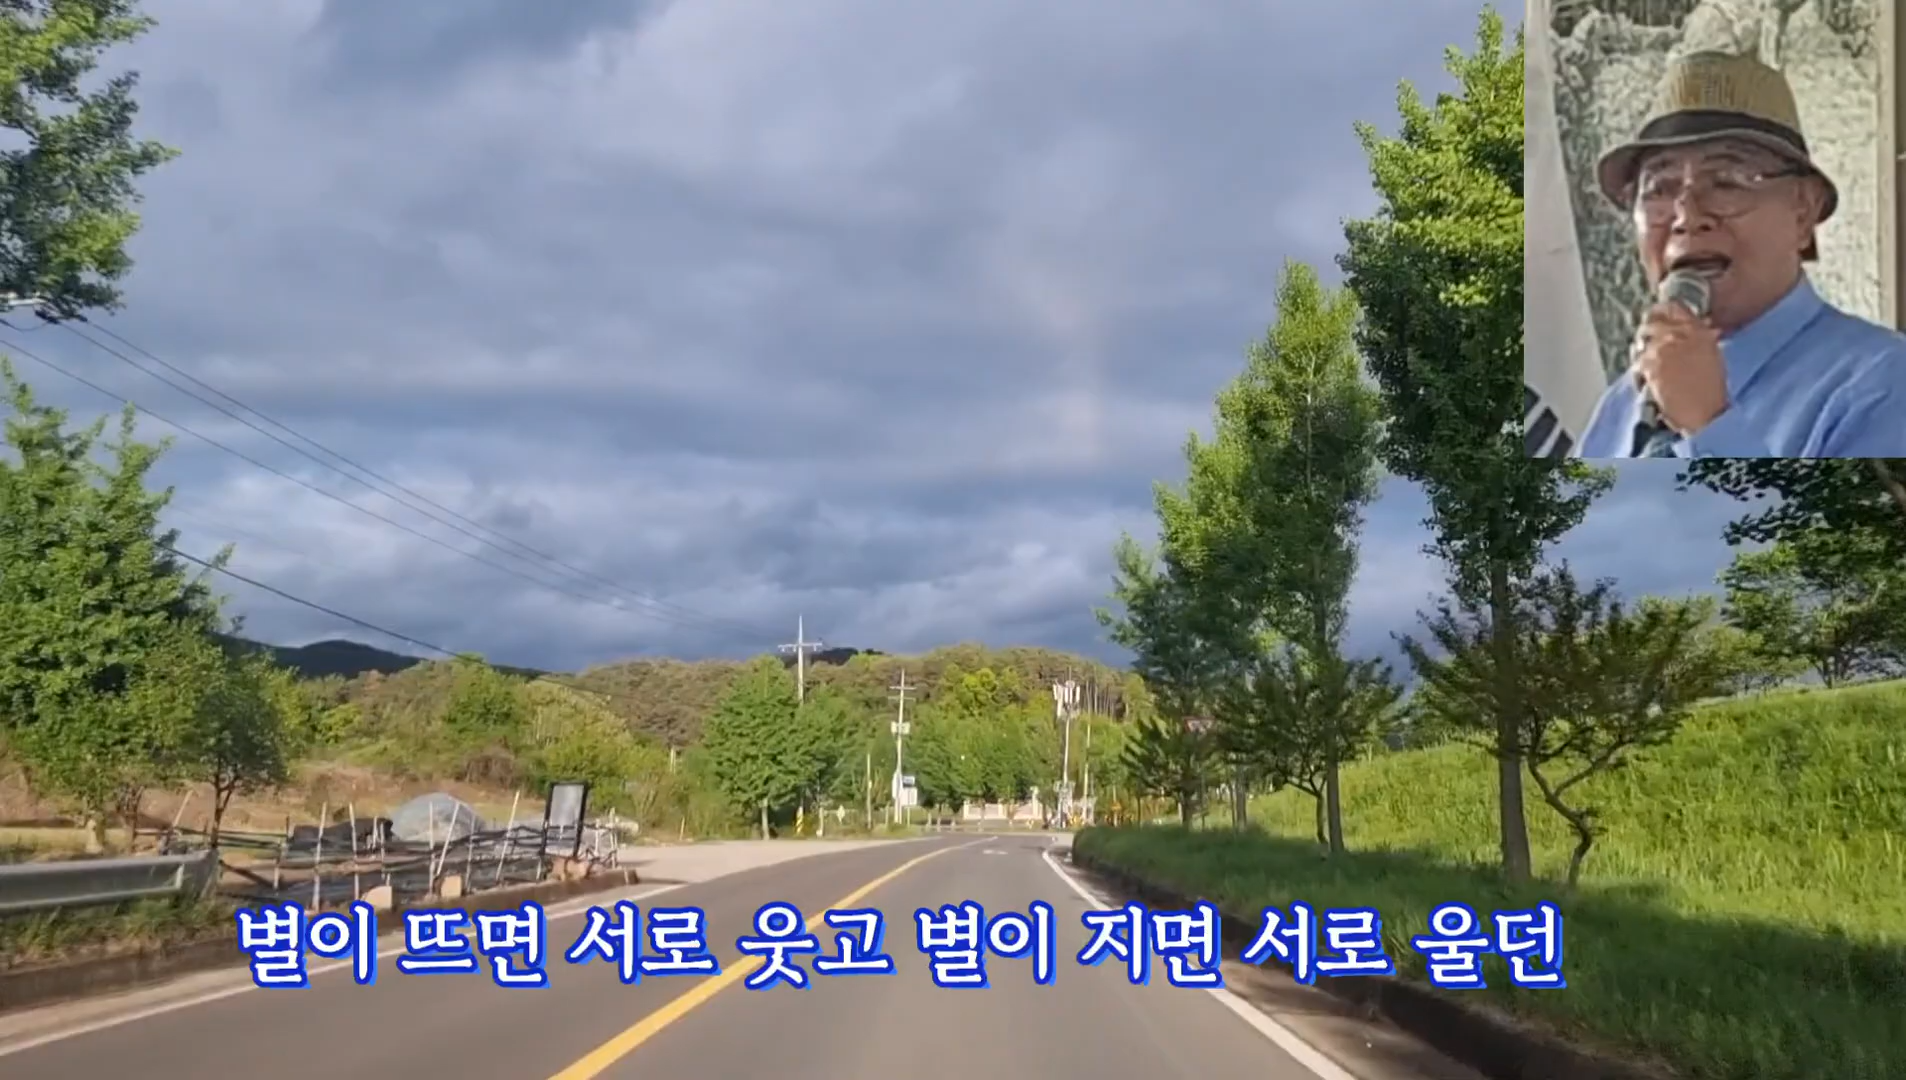 별이 뜨면 서로 웃고 별이 지면 서로 울던